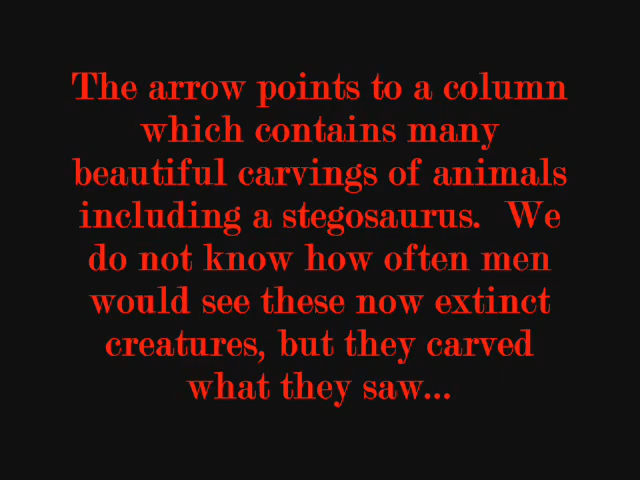 The arrow points to a column
which contains many
beautiful carvings of animals
including a stegosaurus.  We
do not know how often men
would see these now extinct
creatures, but they carved
what they saw...